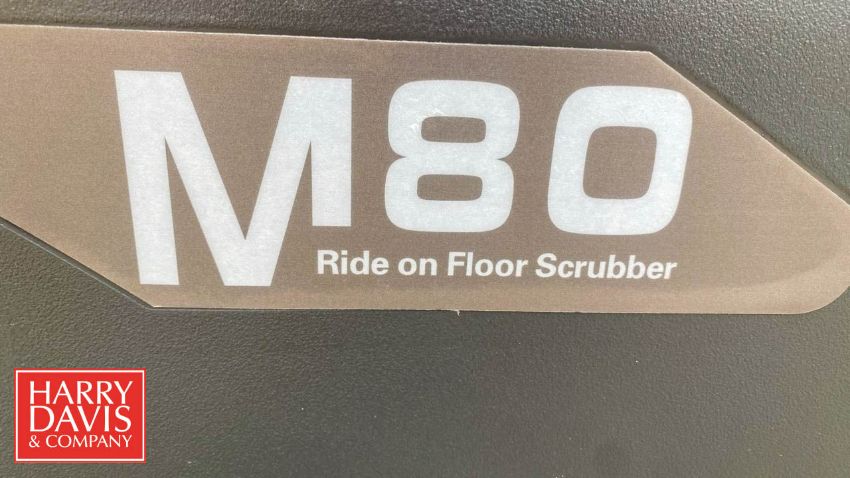 M80
Ride on Floor Scrubber
HARRY
DAVIS
& COMPANY